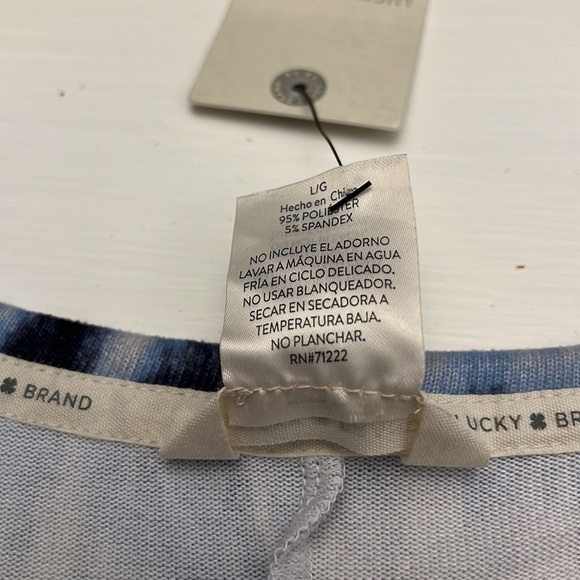 L/G
Hecho en China
95% POLIESTER
5% SPANDEX
NO INCLUYE EL ADORNO
LAVAR A MÁQUINA EN AGUA
FRÍA EN CICLO DELICADO.
NO USAR BLANQUEADOR.
SECAR EN SECADORA A
TEMPERATURA BAJA.
NO PLANCHAR.
RN#71222
BRAND
LUCKY BR